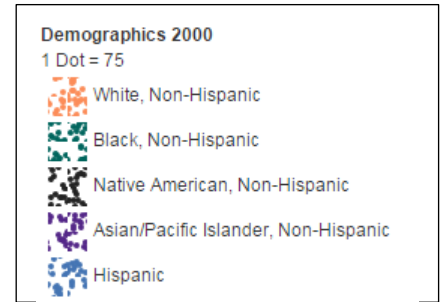 Demographics 2000
1 Dot = 75
White, Non-Hispanic
Black, Non-Hispanic
Native American, Non-Hispanic
Asian/Pacific Islander, Non-Hispanic
Hispanic